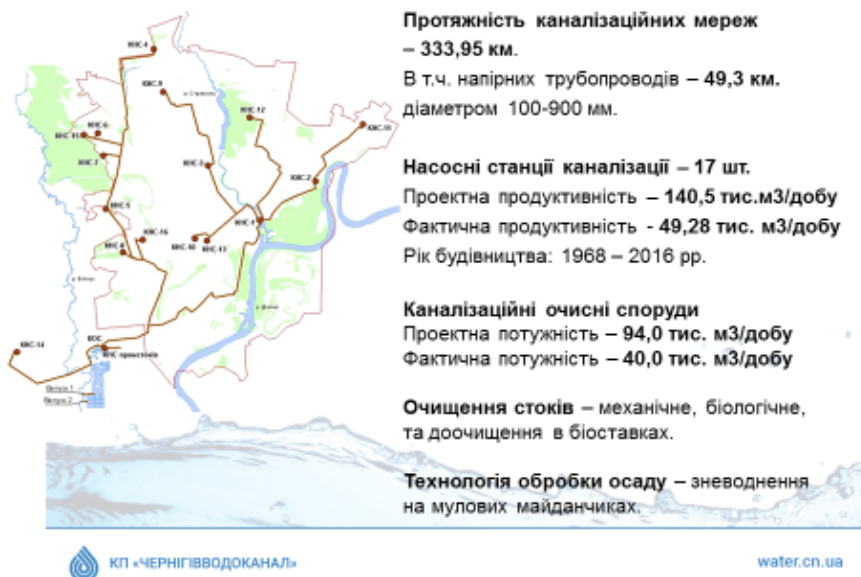 Протяжність каналізаційних мереж
– 333,95 км.
В т.ч. напірних трубопроводів – 49,3 км.
діаметром 100-900 мм.
Насосні станції каналізації – 17 шт.
Проектна продуктивність – 140,5 тис.м3/добу
Фактична продуктивність - 49,28 тис. м3/добу
Рік будівництва: 1968 – 2016 рр.
Каналізаційні очисні споруди
Проектна потужність – 94,0 тис. м3/добу
Фактична потужність – 40,0 тис. м3/добу
Очищення стоків – механічне, біологічне,
та доочищення в біоставках.
Технологія обробки осаду – зневоднення
на мулових майданчиках.
КНС-4
КНС-9
КНС-12
КНС-6
КНС-7
КНС-3
КНС-2
КНС-5
КНС-1
КНС-16
КНС-10
КНС-13
КНС-8
КНС-14
Випуск 1
Випуск 2
КП «ЧЕРНІГІВВОДОКАНАЛ»
water.cn.ua